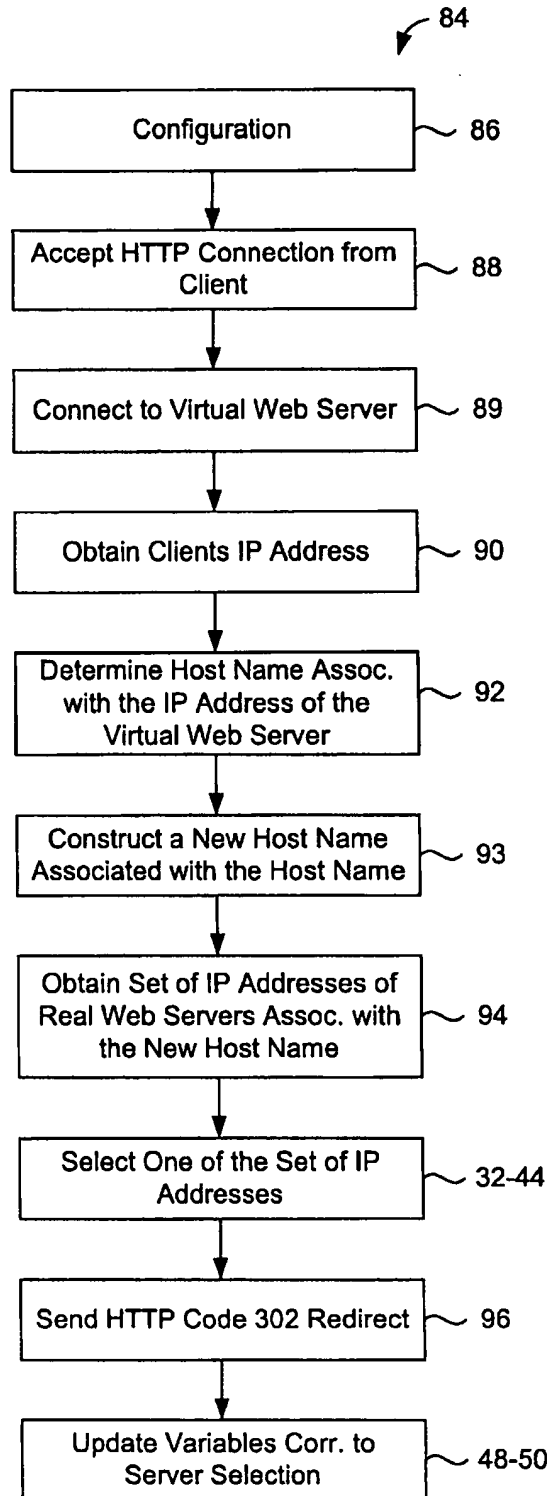 84
Configuration
86
Accept HTTP Connection from
Client
88
Connect to Virtual Web Server
89
Obtain Clients IP Address
90
Determine Host Name Assoc.
with the IP Address of the
Virtual Web Server
92
Construct a New Host Name
Associated with the Host Name
93
Obtain Set of IP Addresses of
Real Web Servers Assoc. with
the New Host Name
94
Select One of the Set of IP
Addresses
32-44
Send HTTP Code 302 Redirect
96
Update Variables Corr. to
Server Selection
48-50